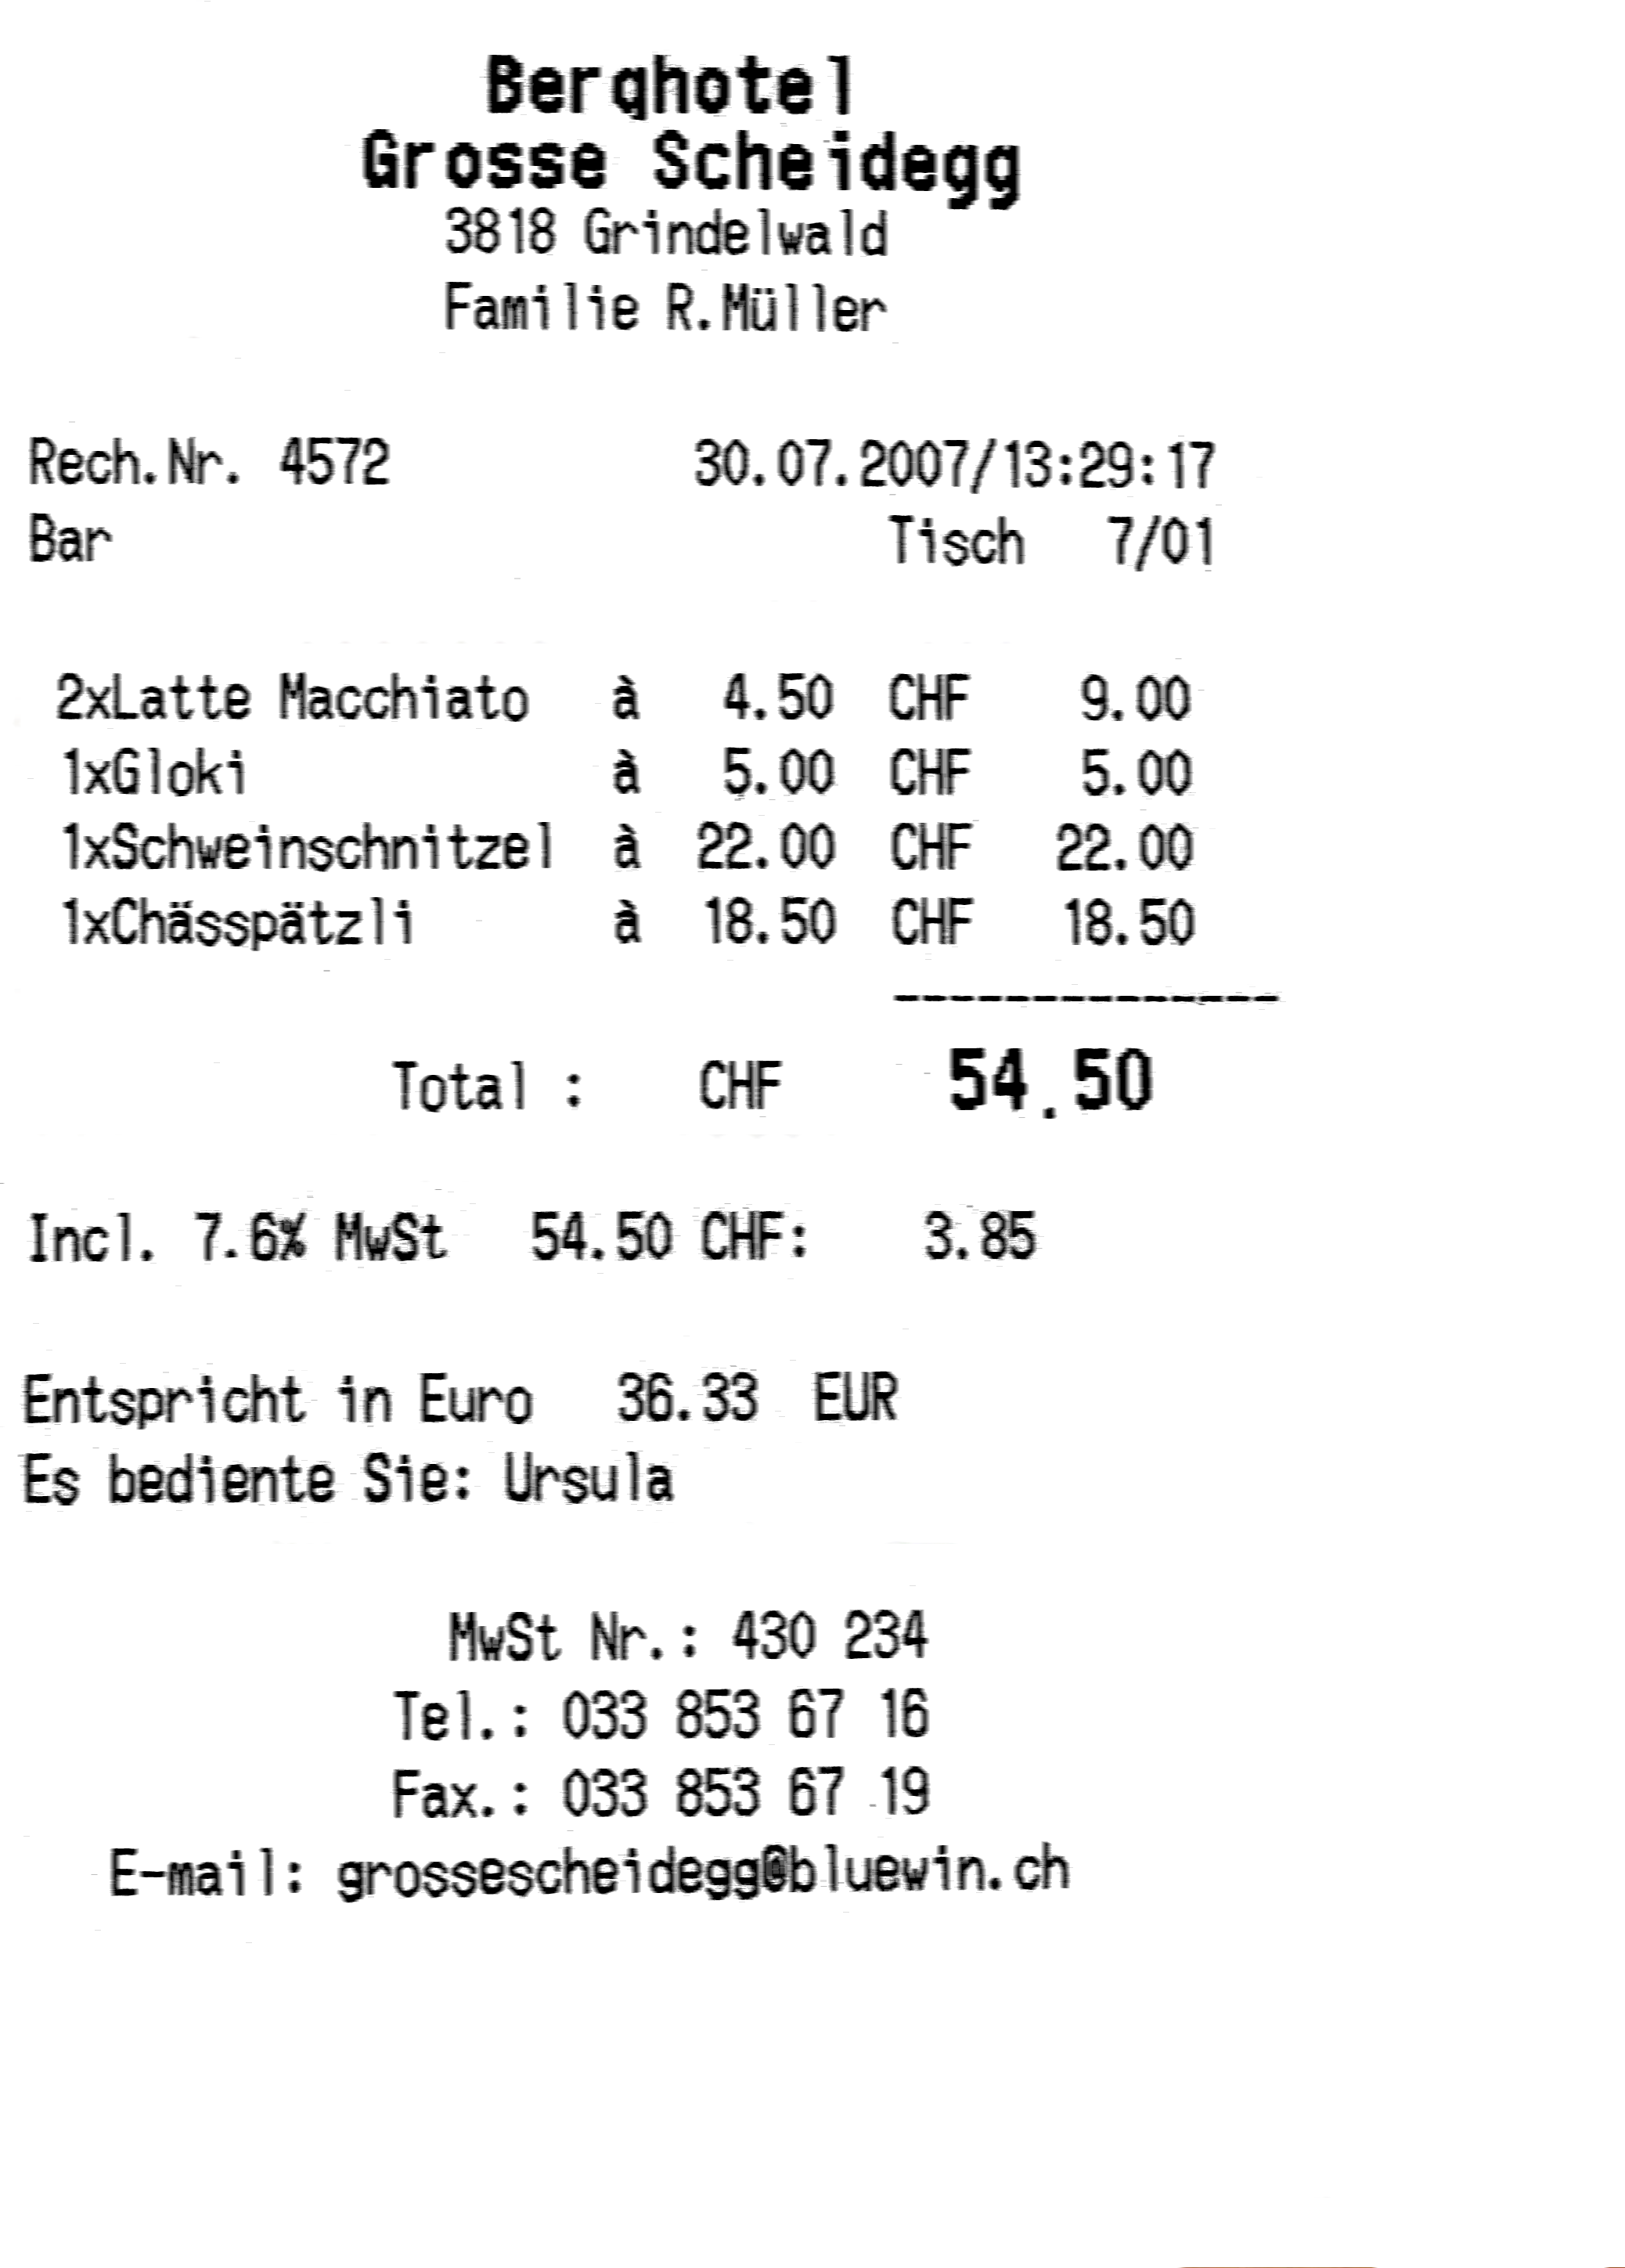 Berghotel
Grosse Scheidegg
3818 Grindelwald
Familie R.Müller
Rech.Nr. 4572 30.07.2007/13:29:17
Bar Tisch 7/01
2xLatte Macchiato à 4.50 CHF 9.00
1xGloki à 5.00 CHF 5.00
1xSchweinschnitzel à 22.00 CHF 22.00
1xChässpätzli à 18.50 CHF 18.50
--------------
Total : CHF 54.50
Incl. 7.6% MwSt 54.50 CHF: 3.85
Entspricht in Euro 36.33 EUR
Es bediente Sie: Ursula
MwSt Nr.: 430 234
Tel.: 033 853 67 16
Fax.: 033 853 67 19
E-mail: grossescheidegg@bluewin.ch